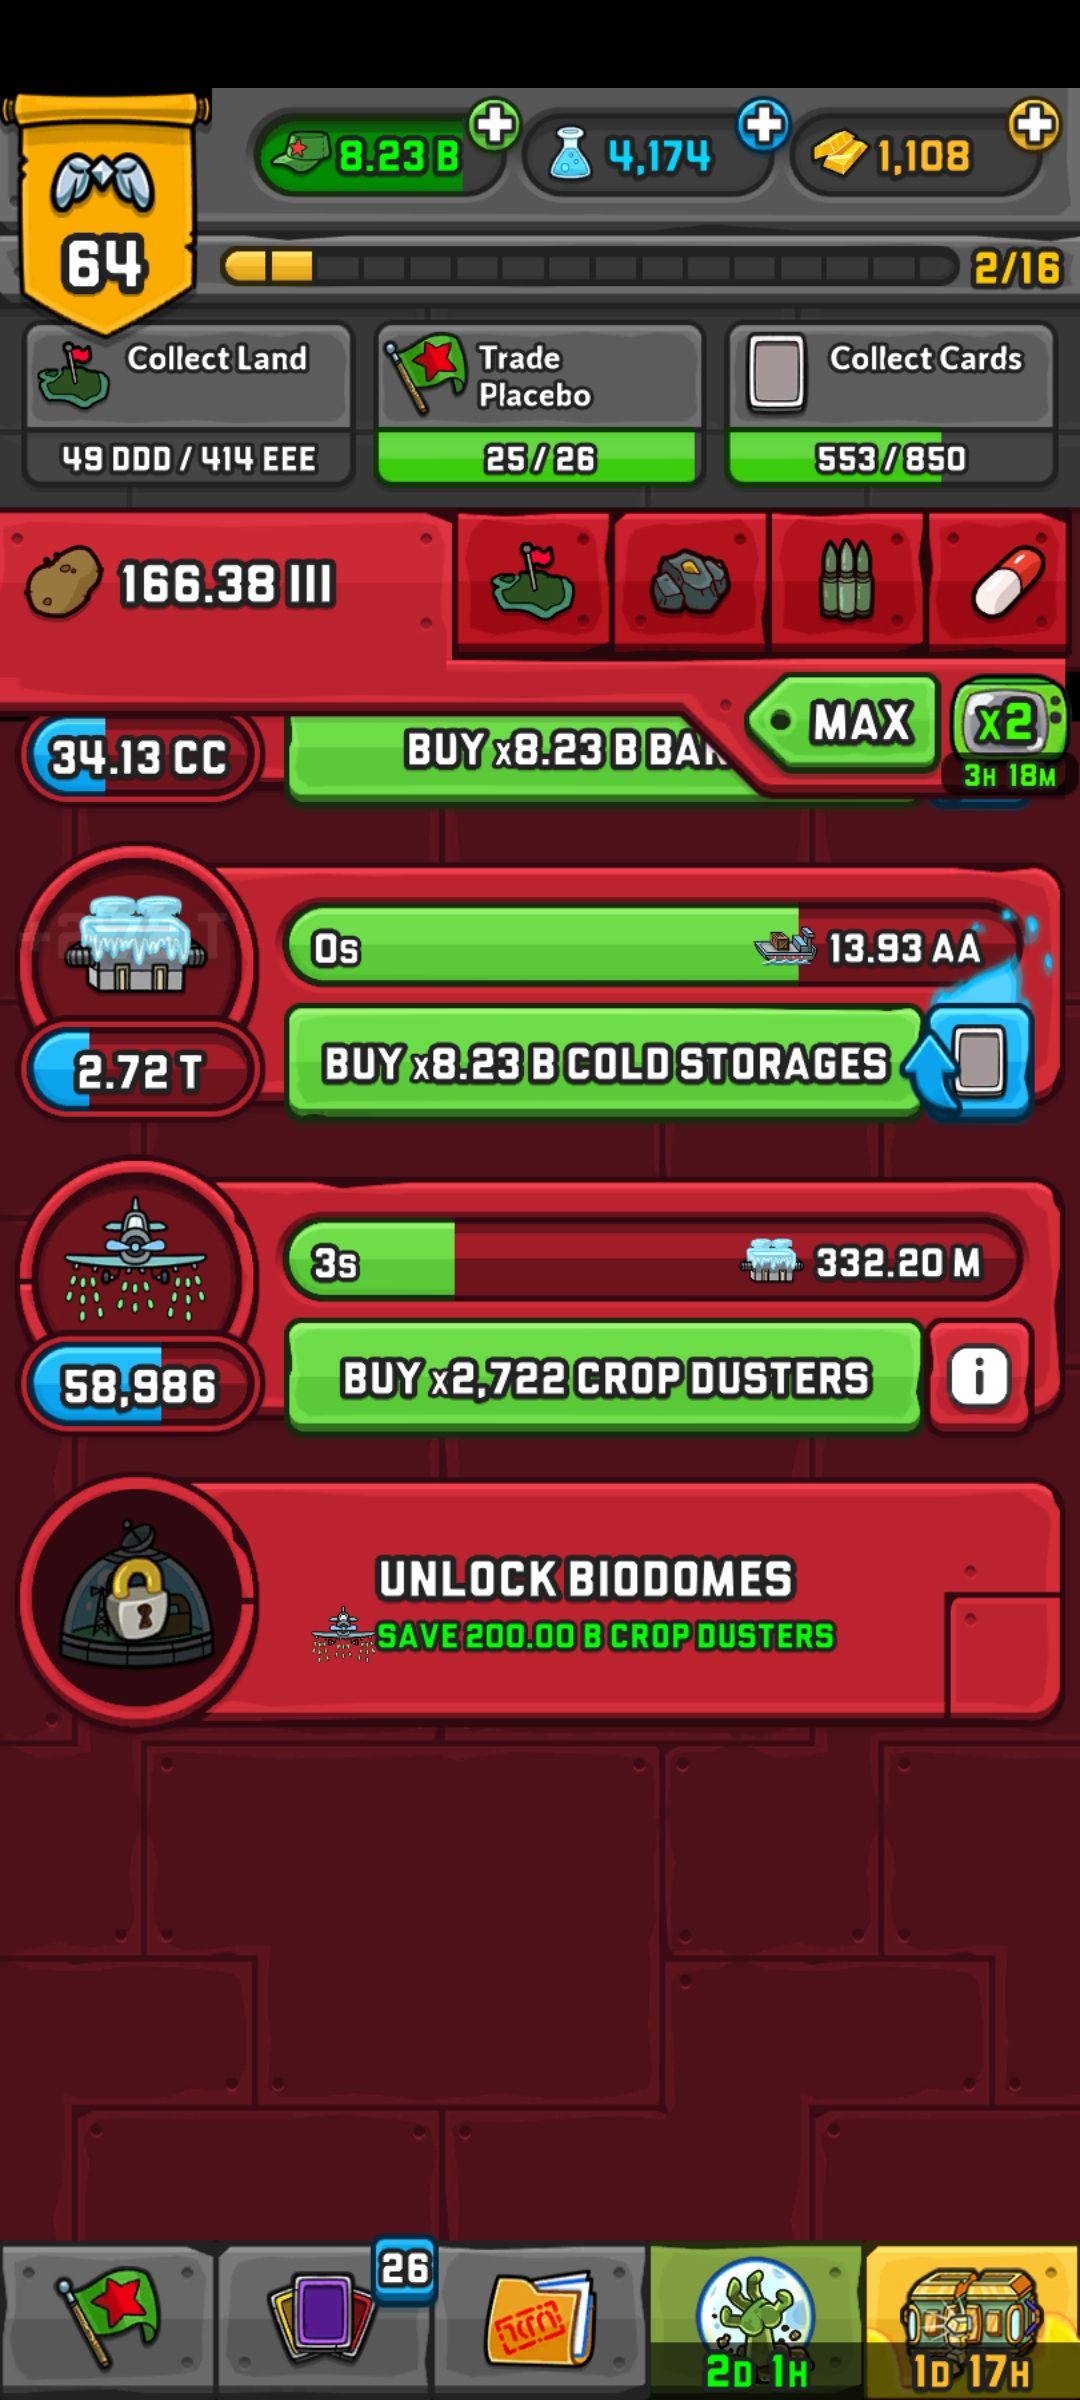 8.23 B
4,174
1,108
64
2/16
Collect Land
49 DDD / 414 EEE
Trade
Placebo
25 / 26
Collect Cards
553 / 850
166.38 III
MAX
x2
3H 18M
34.13 CC
BUY x8.23 B
0s
13.93 AA
2.72 T
BUY x8.23 B COLD STORAGES
3s
332.20 M
58,986
BUY x2,722 CROP DUSTERS
i
UNLOCK BIODOMES
SAVE 200.00 B CROP DUSTERS
26
2D 1H
1D 17H